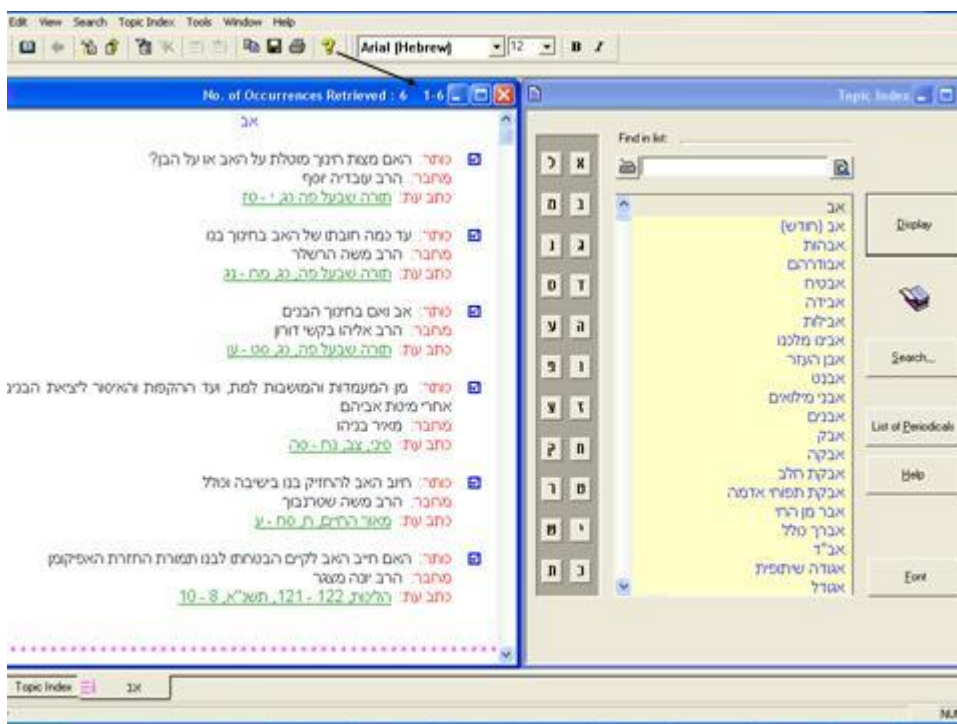 Edit View Search Topic Index Tools Window Help
Arial (Hebrew) 12 B I
No. of Occurrences Retrieved : 6 1-6
אב
כותר: האם מצות חינוך מוטלת על האב או על הבן?
מחבר: הרב עובדיה יוסף
כתב עת: תורה שבעל פה, נג, י - טז
כותר: עד כמה חובתו של האב בחינוך בנו
מחבר: הרב משה הרשלר
כתב עת: תורה שבעל פה, נג, מח - נג
כותר: אב ואם בחינוך הבנים
מחבר: הרב אליהו בקשי דורון
כתב עת: תורה שבעל פה, נג, סט - עו
כותר: מן המעמדות והמושבות למת, ועד ההקפות והאיסור ליציאת הבנים
אחרי מיטת אביהם
מחבר: מאיר בניהו
כתב עת: סיני, צב, נח - סה
כותר: חיוב האב להחזיק בנו בישיבה וכולל
מחבר: הרב משה שטרנבוך
כתב עת: מאור החיים, ח, סח - ע
כותר: האם חייב האב לקיים הבטחתו לבנו תמורת החזרת האפיקומן
מחבר: הרב יונה מצגר
כתב עת: הליכות, 122 - 121, תשנ"א, 8 - 10
Topic Index
Find in list:
א ל
ב מ
ג נ
ד ס
ה ע
ו פ
ז צ
ח ק
ט ר
י ש
כ ת
אב
אב (חודש)
אבהות
אבודרהם
אבטיח
אבידה
אבילות
אבינו מלכנו
אבן העזר
אבנט
אבני מילואים
אבנים
אבק
אבקה
אבקת חלב
אבקת תפוחי אדמה
אבר מן החי
אברך כולל
אב"ד
אגודה שיתופית
אגודל
Display
Search...
List of Periodicals
Help
Font
Topic Index אב